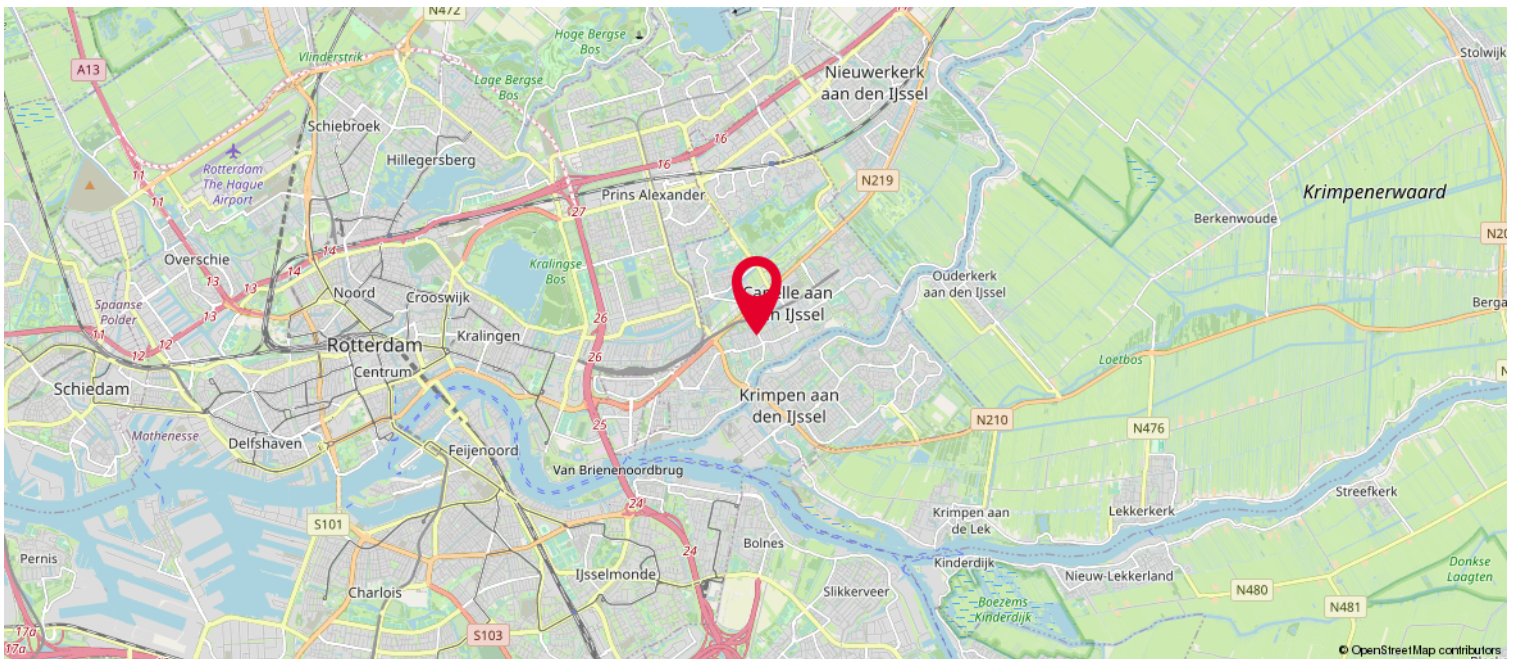 N472
Hoge Bergse
Bos
Vlinderstrik
Stolwijk
A13
Nieuwerkerk
aan den IJssel
Lage Bergse
Bos
Schiebroek
16
Hillegersberg
16
Rotterdam
The Hague
Airport
11
11
Prins Alexander
N219
Krimpenerwaard
27
Berkenwoude
14
Overschie
Kralingse
Bos
14
13
13
13
Ouderkerk
aan den IJssel
Noord
Crooswijk
Capelle aan
Spaanse
Polder
26
11
12
12
Kralingen
Rotterdam
26
Loetbos
Centrum
Schiedam
Krimpen aan
den IJssel
Mathenesse
25
N210
N476
Delfshaven
Feijenoord
Van Brienenoordbrug
Streefkerk
24
S101
Krimpen aan
de Lek
Lekkerkerk
Bolnes
24
Pernis
Kinderdijk
Donkse
Laagten
IJsselmonde
Nieuw-Lekkerland
Charlois
Slikkerveer
N480
Boezems
Kinderdijk
N481
17a
17a
S103
© OpenStreetMap contributors